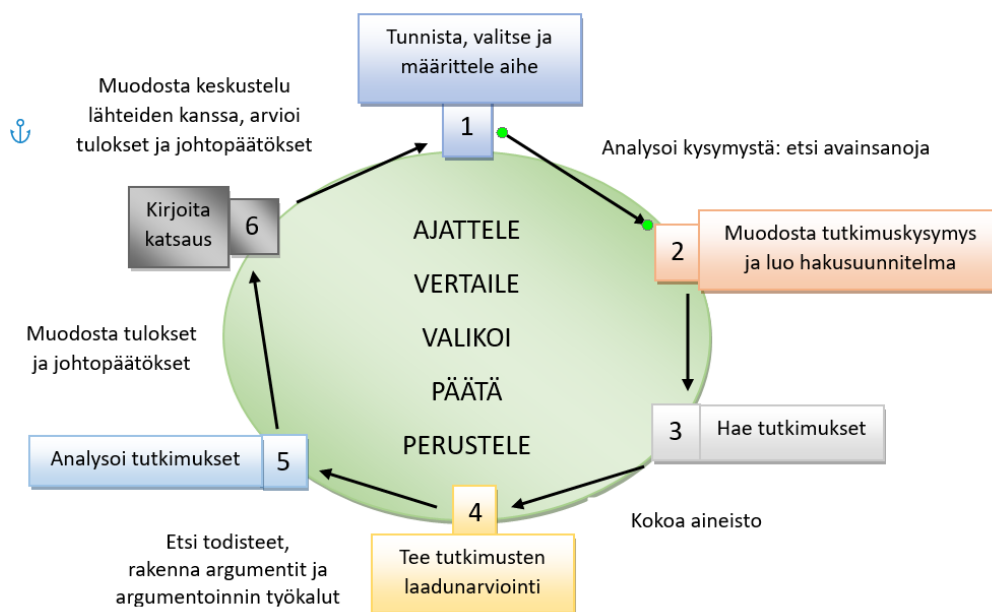 Tunnista, valitse ja
määrittele aihe
1
Analysoi kysymystä: etsi avainsanoja
2
Muodosta tutkimuskysymys
ja luo hakusuunnitelma
3
Hae tutkimukset
Kokoa aineisto
4
Tee tutkimusten
laadunarviointi
Etsi todisteet,
rakenna argumentit ja
argumentoinnin työkalut
5
Analysoi tutkimukset
Muodosta tulokset
ja johtopäätökset
6
Kirjoita
katsaus
Muodosta keskustelu
lähteiden kanssa, arvioi
tulokset ja johtopäätökset
AJATTELE
VERTAILE
VALIKOI
PÄÄTÄ
PERUSTELE